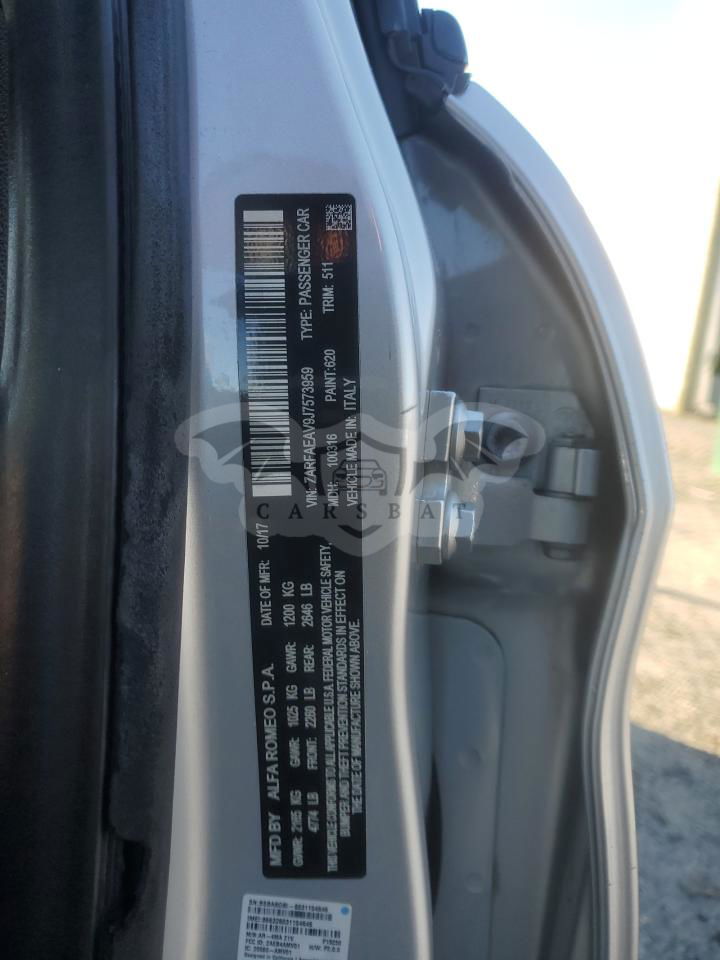 MFD BY ALFA ROMEO S.P.A. DATE OF MFR: 10/17
GVWR: 2165 KG GAWR: 1025 KG GAWR: 1200 KG VIN: ZARFAEAV9J7573959 TYPE: PASSENGER CAR
4774 LB FRONT: 2260 LB REAR: 2646 LB MDH: 100316 PAINT:620 TRIM: 511
THIS VEHICLE CONFORMS TO ALL APPLICABLE U.S.A. FEDERAL MOTOR VEHICLE SAFETY, VEHICLE MADE IN: ITALY
BUMPER AND THEFT PREVENTION STANDARDS IN EFFECT ON
THE DATE OF MANUFACTURE SHOWN ABOVE.
CARSBAT